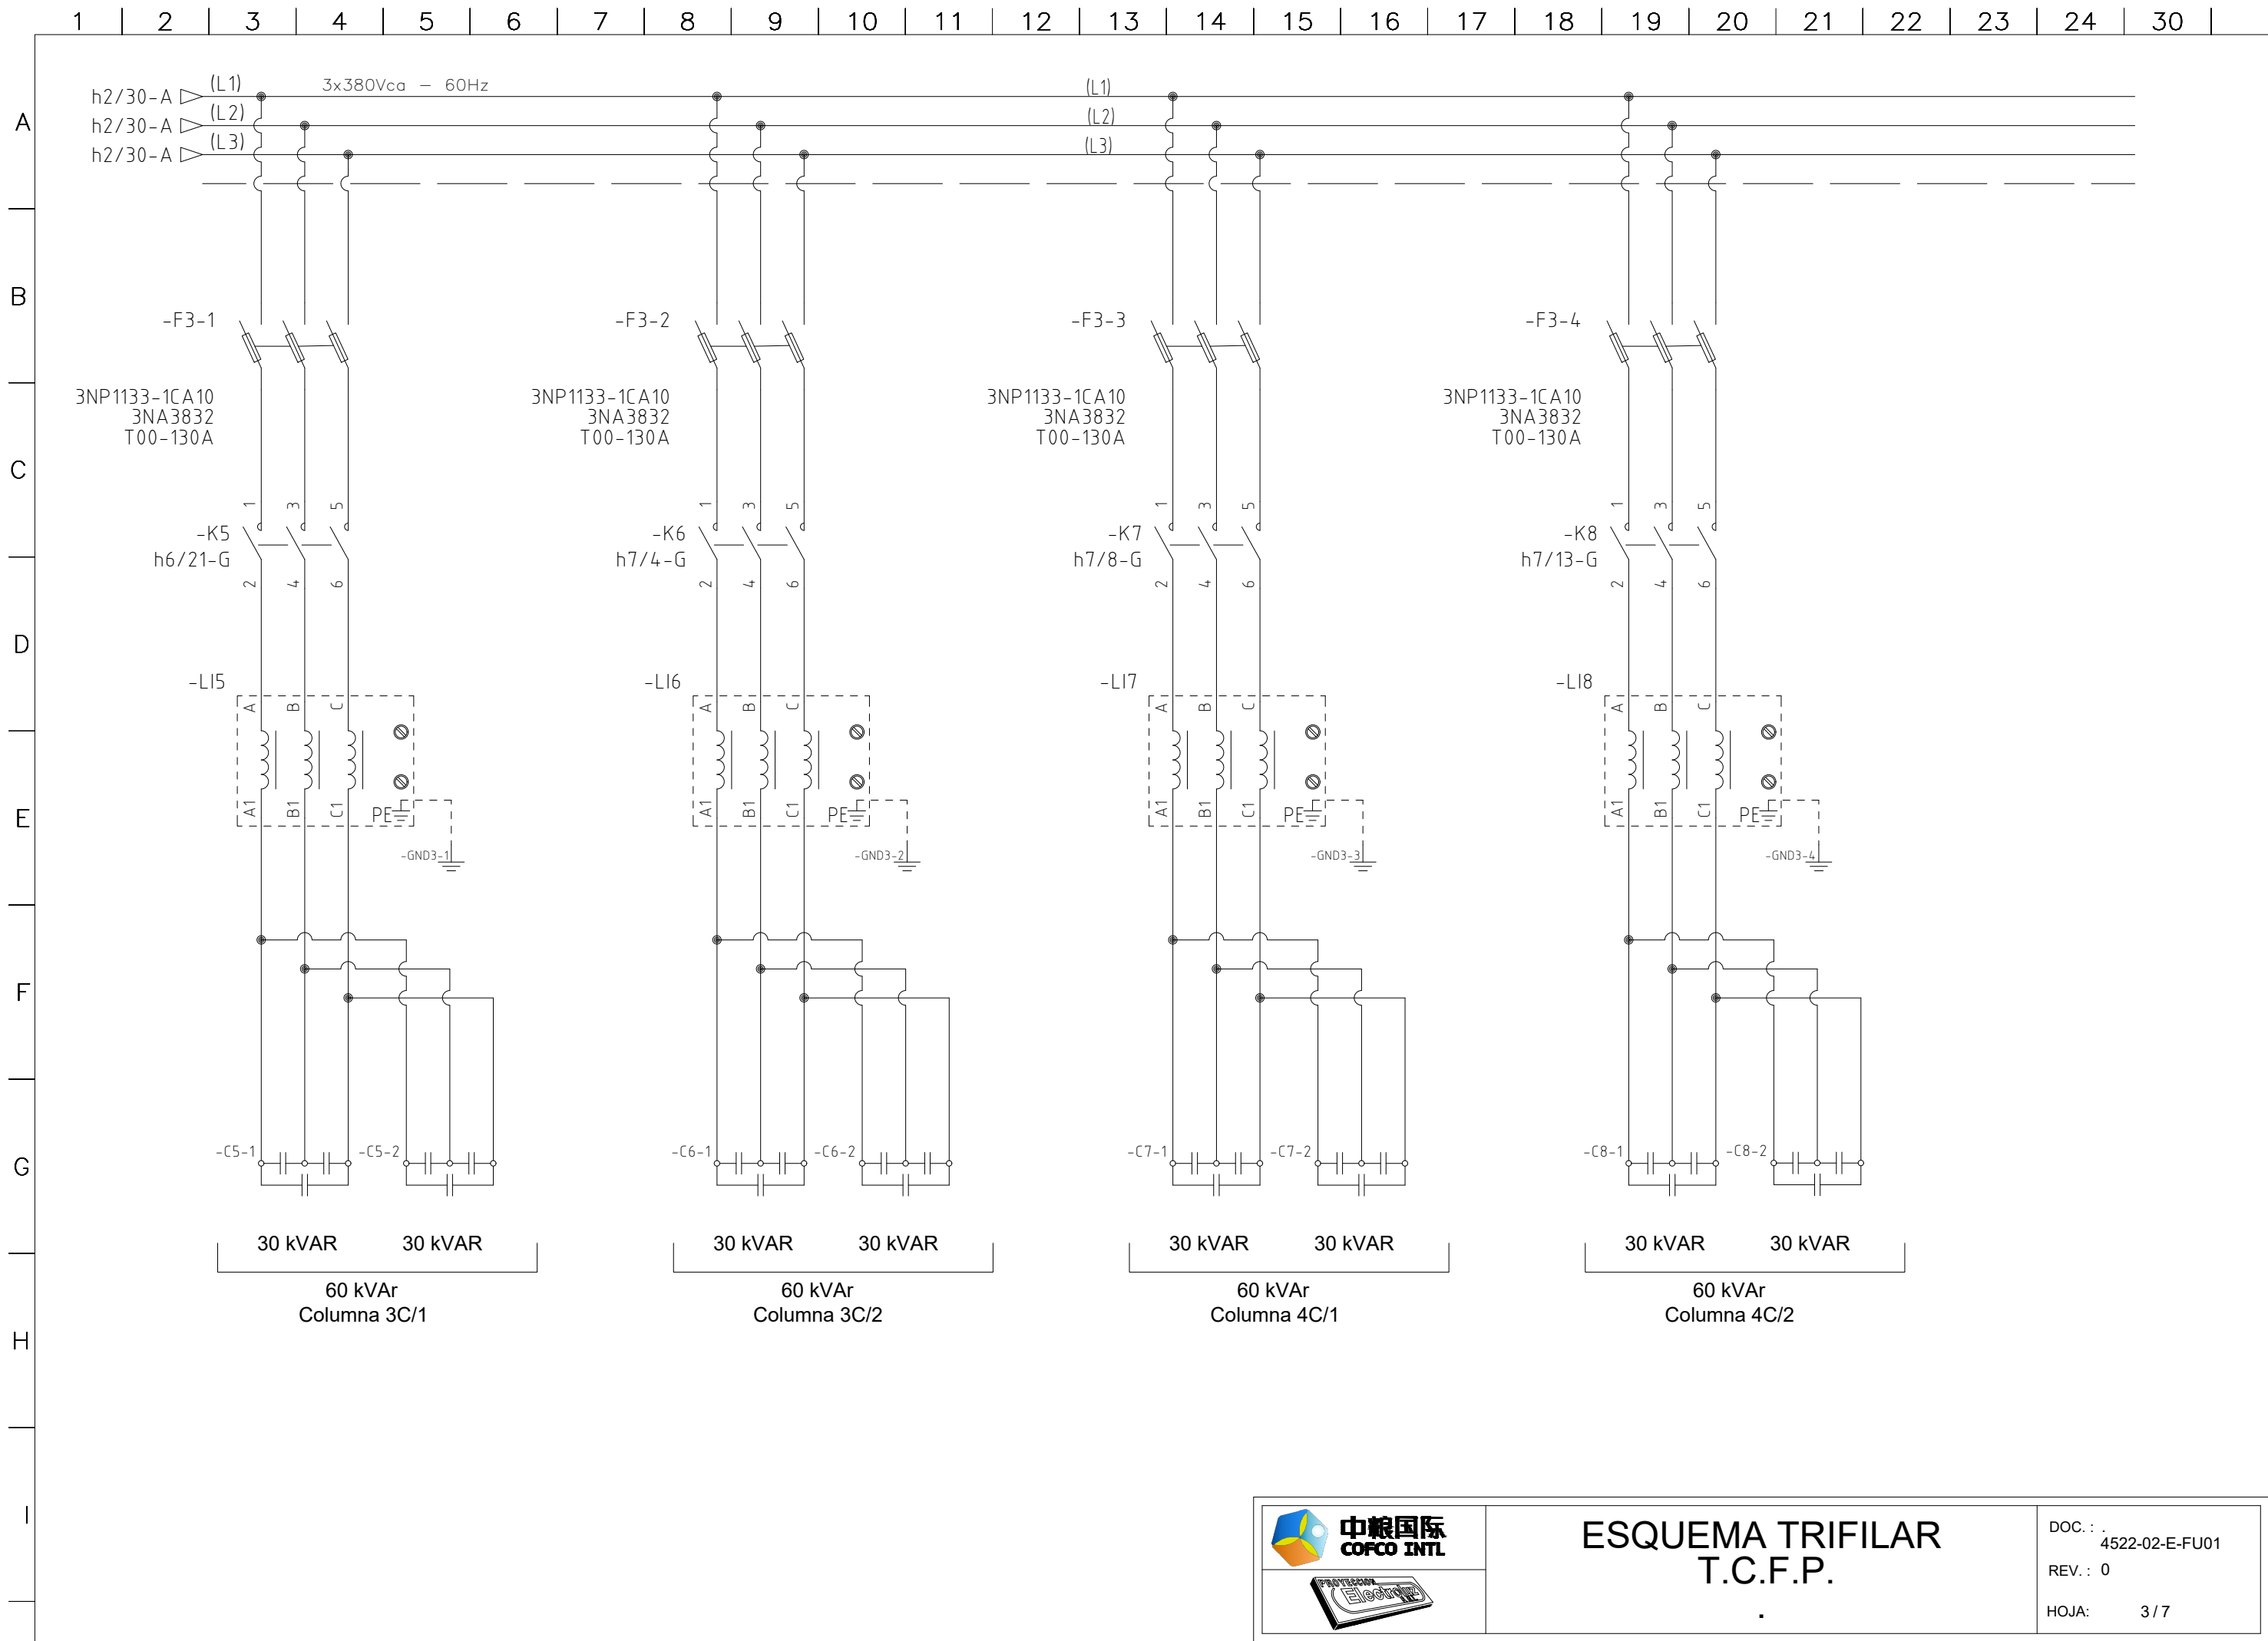 1 2 3 4 5 6 7 8 9 10 11 12 13 14 15 16 17 18 19 20 21 22 23 24 30
A
B
C
D
E
F
G
H
I
h2/30-A (L1) 3x380Vca - 60Hz (L1)
h2/30-A (L2) (L2)
h2/30-A (L3) (L3)
-F3-1
3NP1133-1CA10
3NA3832
T00-130A
1 3 5
-K5
h6/21-G
2 4 6
-LI5
A B C
A1 B1 C1 PE
-GND3-1
-C5-1 -C5-2
30 kVAR 30 kVAR
60 kVAr
Columna 3C/1
-F3-2
3NP1133-1CA10
3NA3832
T00-130A
1 3 5
-K6
h7/4-G
2 4 6
-LI6
A B C
A1 B1 C1 PE
-GND3-2
-C6-1 -C6-2
30 kVAR 30 kVAR
60 kVAr
Columna 3C/2
-F3-3
3NP1133-1CA10
3NA3832
T00-130A
1 3 5
-K7
h7/8-G
2 4 6
-LI7
A B C
A1 B1 C1 PE
-GND3-3
-C7-1 -C7-2
30 kVAR 30 kVAR
60 kVAr
Columna 4C/1
-F3-4
3NP1133-1CA10
3NA3832
T00-130A
1 3 5
-K8
h7/13-G
2 4 6
-LI8
A B C
A1 B1 C1 PE
-GND3-4
-C8-1 -C8-2
30 kVAR 30 kVAR
60 kVAr
Columna 4C/2
中粮国际
COFCO INTL
PROYECCION
Electroluz
ESQUEMA TRIFILAR
T.C.F.P.
.
DOC. : .
4522-02-E-FU01
REV. : 0
HOJA: 3 / 7